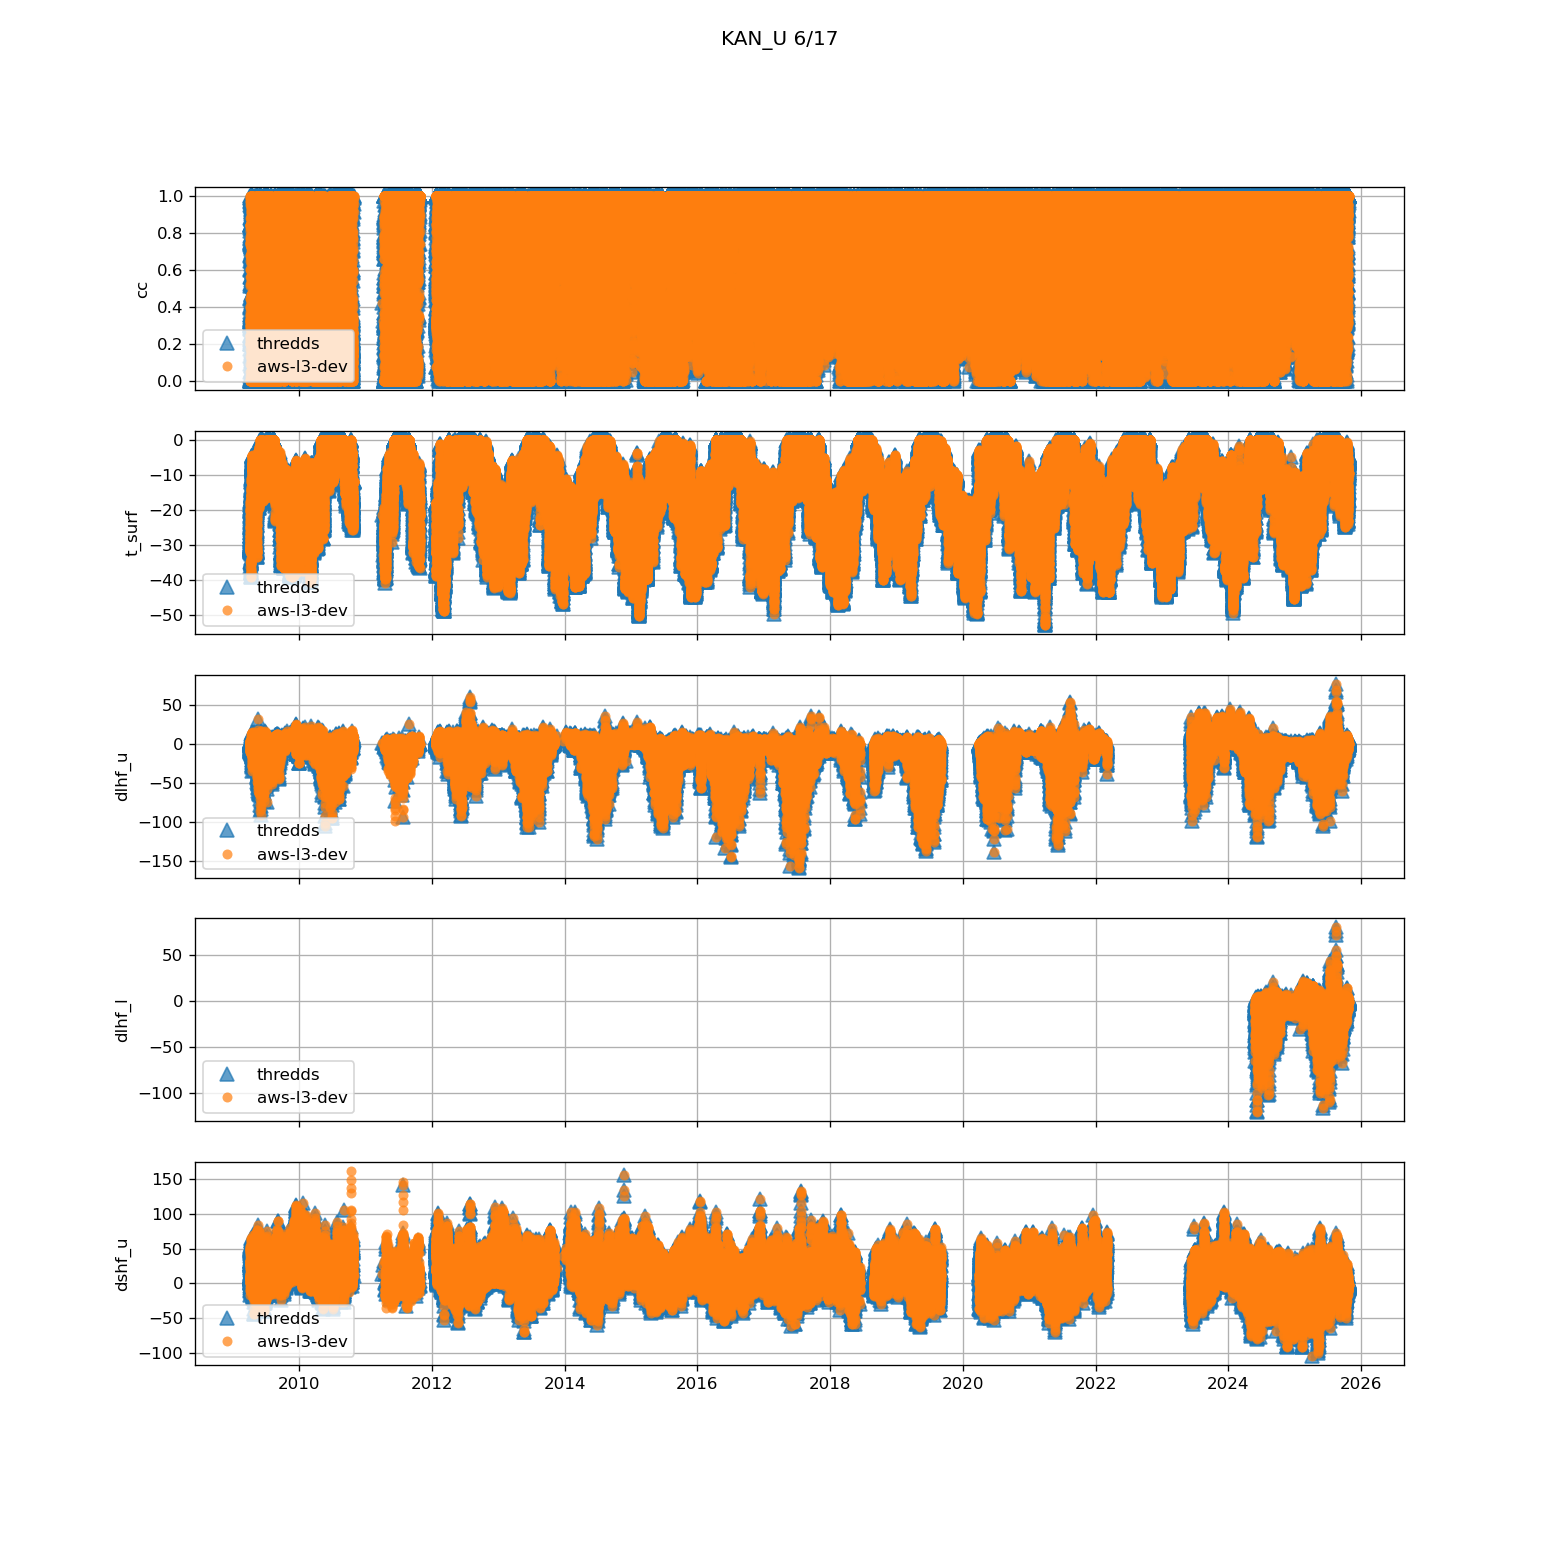 KAN_U 6/17
1.0
0.8
0.6
0.4
0.2
0.0
cc
thredds
aws-l3-dev
0
−10
−20
−30
−40
−50
t_surf
thredds
aws-l3-dev
50
0
−50
−100
−150
dlhf_u
thredds
aws-l3-dev
50
0
−50
−100
dlhf_l
thredds
aws-l3-dev
150
100
50
0
−50
−100
dshf_u
thredds
aws-l3-dev
2010 2012 2014 2016 2018 2020 2022 2024 2026